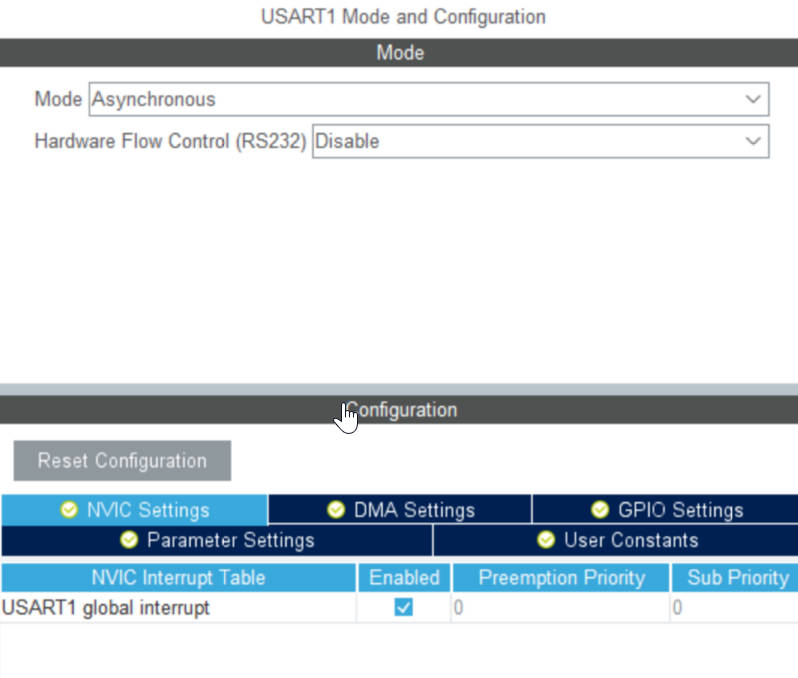 USART1 Mode and Configuration
Mode
Mode Asynchronous
Hardware Flow Control (RS232) Disable
Configuration
Reset Configuration
NVIC Settings DMA Settings GPIO Settings
Parameter Settings User Constants
NVIC Interrupt Table Enabled Preemption Priority Sub Priority
USART1 global interrupt 0 0